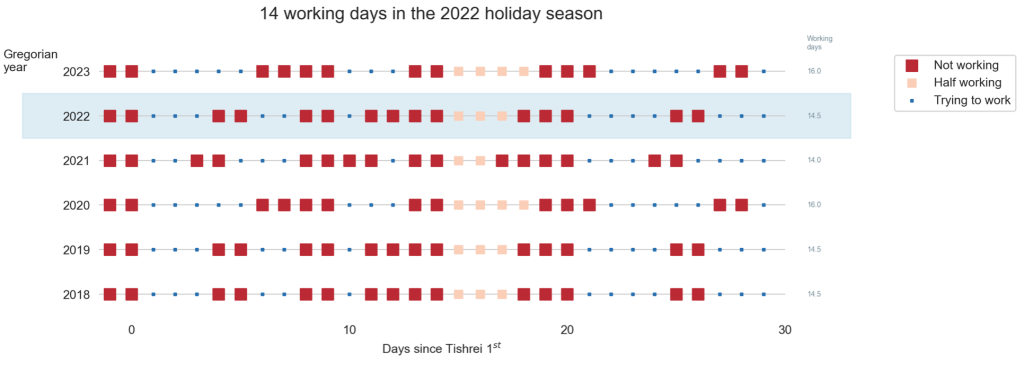 14 working days in the 2022 holiday season
Working
days
Gregorian
year
2023
16.0
2022
14.5
2021
14.0
2020
16.0
2019
14.5
2018
14.5
0
10
20
30
Days since Tishrei 1st
Not working
Half working
Trying to work